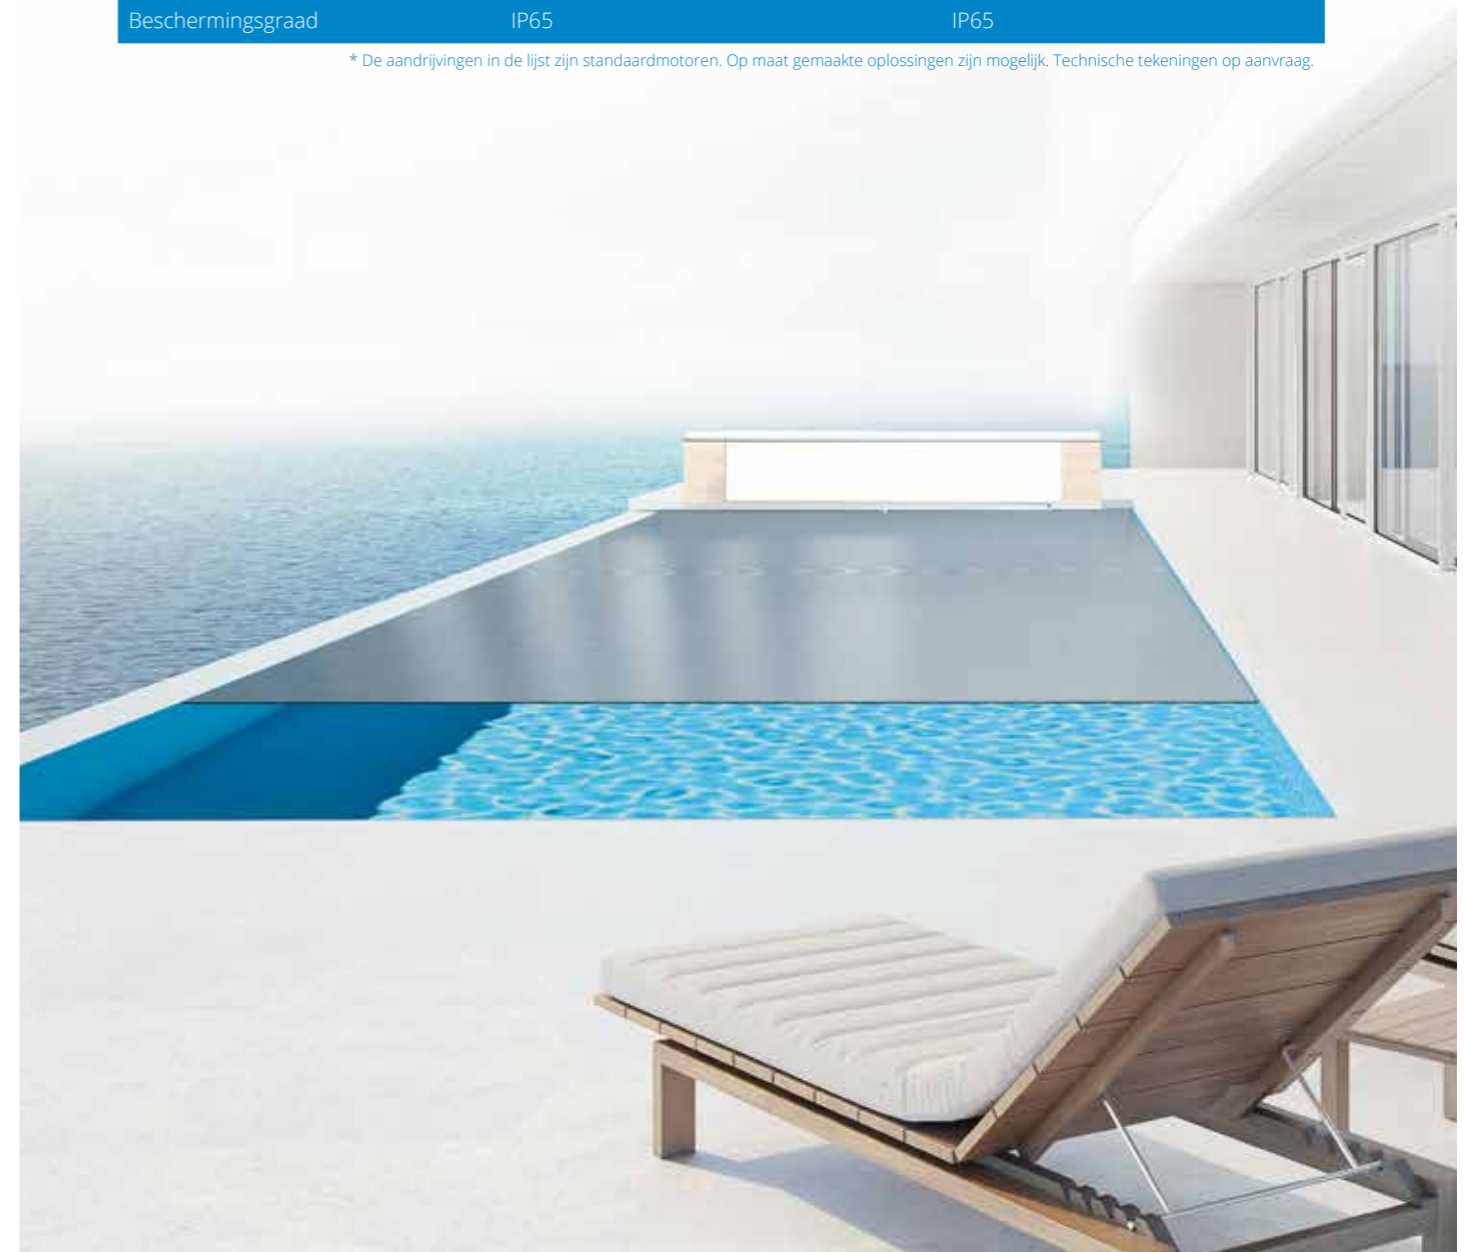 Beschermingsgraad IP65 IP65
* De aandrijvingen in de lijst zijn standaardmotoren. Op maat gemaakte oplossingen zijn mogelijk. Technische tekeningen op aanvraag.